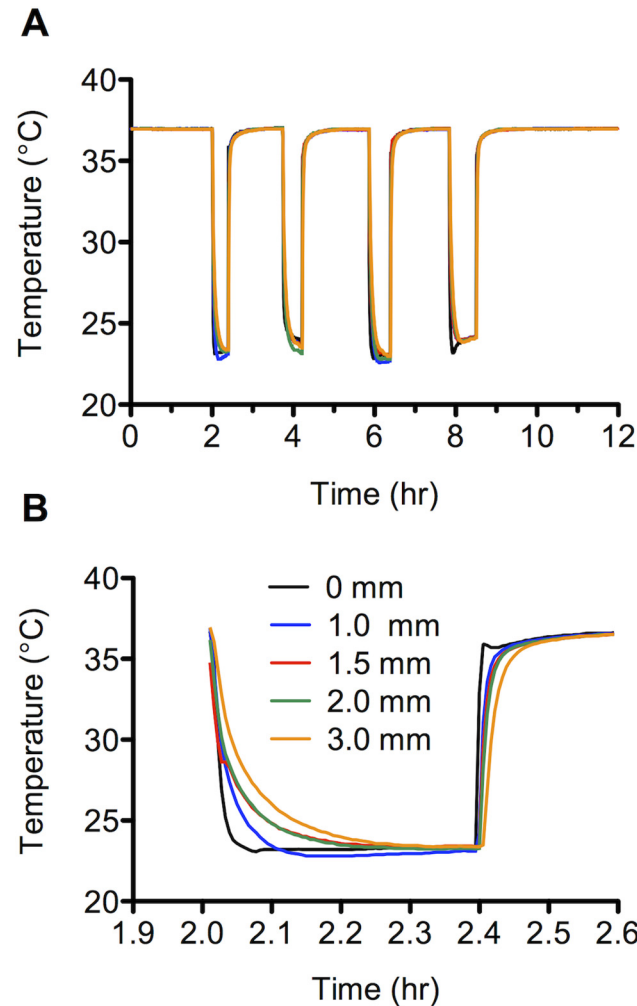 A
40
35
30
25
20
Temperature (°C)
0 2 4 6 8 10 12
Time (hr)
B
40
35
30
25
20
Temperature (°C)
0 mm
1.0 mm
1.5 mm
2.0 mm
3.0 mm
1.9 2.0 2.1 2.2 2.3 2.4 2.5 2.6
Time (hr)